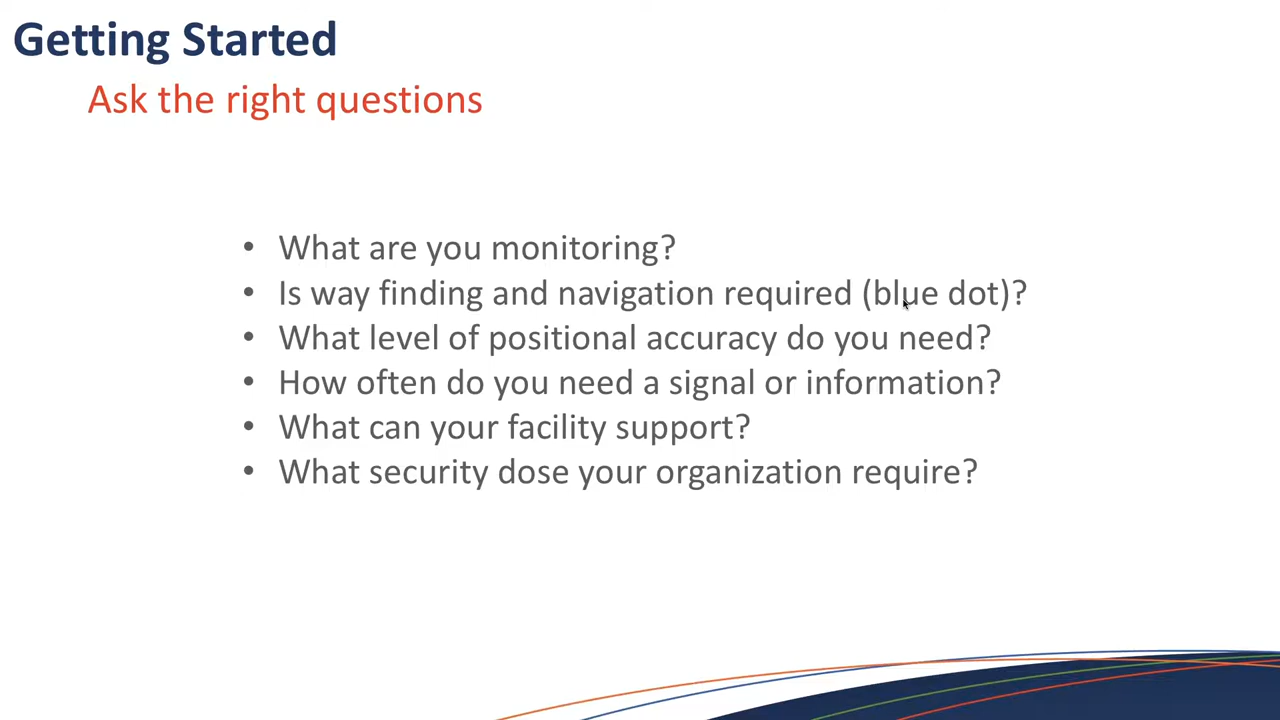 Getting Started
Ask the right questions
• What are you monitoring?
• Is way finding and navigation required (blue dot)?
• What level of positional accuracy do you need?
• How often do you need a signal or information?
• What can your facility support?
• What security dose your organization require?